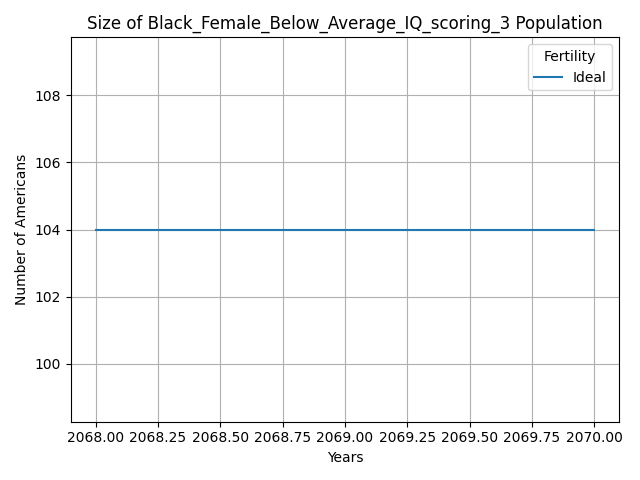 Size of Black_Female_Below_Average_IQ_scoring_3 Population
Fertility
Ideal
108
106
104
102
100
Number of Americans
2068.00 2068.25 2068.50 2068.75 2069.00 2069.25 2069.50 2069.75 2070.00
Years